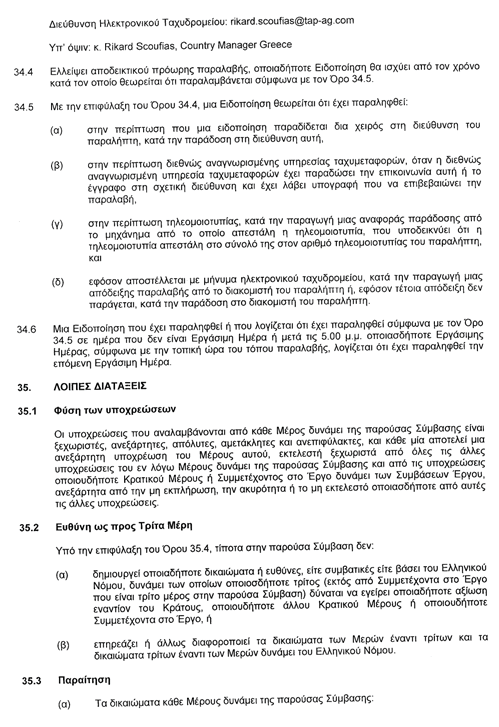 Διεύθυνση Ηλεκτρονικού Ταχυδρομείου: rikard.scoufias@tap-ag.com
Υπ' όψιν: κ. Rikard Scoufias, Country Manager Greece
34.4 Ελλείψει αποδεικτικού πρόωρης παραλαβής, οποιαδήποτε Ειδοποίηση θα ισχύει από τον χρόνο
κατά τον οποίο θεωρείται ότι παραλαμβάνεται σύμφωνα με τον Όρο 34.5.
34.5 Με την επιφύλαξη του Όρου 34.4, μια Ειδοποίηση θεωρείται ότι έχει παραληφθεί:
(α) στην περίπτωση που μια ειδοποίηση παραδίδεται δια χειρός στη διεύθυνση του
παραλήπτη, κατά την παράδοση στη διεύθυνση αυτή,
(β) στην περίπτωση διεθνώς αναγνωρισμένης υπηρεσίας ταχυμεταφορών, όταν η διεθνώς
αναγνωρισμένη υπηρεσία ταχυμεταφορών έχει παραδώσει την επικοινωνία αυτή ή το
έγγραφο στη σχετική διεύθυνση και έχει λάβει υπογραφή που να επιβεβαιώνει την
παραλαβή,
(γ) στην περίπτωση τηλεομοιοτυπίας, κατά την παραγωγή μιας αναφοράς παράδοσης από
το μηχάνημα από το οποίο απεστάλη η τηλεομοιοτυπία, που υποδεικνύει ότι η
τηλεομοιοτυπία απεστάλη στο σύνολό της στον αριθμό τηλεομοιοτυπίας του παραλήπτη,
και
(δ) εφόσον αποστέλλεται με μήνυμα ηλεκτρονικού ταχυδρομείου, κατά την παραγωγή μιας
απόδειξης παραλαβής από το διακομιστή του παραλήπτη ή, εφόσον τέτοια απόδειξη δεν
παράγεται, κατά την παράδοση στο διακομιστή του παραλήπτη.
34.6 Μια Ειδοποίηση που έχει παραληφθεί ή που λογίζεται ότι έχει παραληφθεί σύμφωνα με τον Όρο
34.5 σε ημέρα που δεν είναι Εργάσιμη Ημέρα ή μετά τις 5.00 μ.μ. οποιασδήποτε Εργάσιμης
Ημέρας, σύμφωνα με την τοπική ώρα του τόπου παραλαβής, λογίζεται ότι έχει παραληφθεί την
επόμενη Εργάσιμη Ημέρα.
35. ΛΟΙΠΕΣ ΔΙΑΤΑΞΕΙΣ
35.1 Φύση των υποχρεώσεων
Οι υποχρεώσεις που αναλαμβάνονται από κάθε Μέρος δυνάμει της παρούσας Σύμβασης είναι
ξεχωριστές, ανεξάρτητες, απόλυτες, αμετάκλητες και ανεπιφύλακτες, και κάθε μία αποτελεί μια
ανεξάρτητη υποχρέωση του Μέρους αυτού, εκτελεστή ξεχωριστά από όλες τις άλλες
υποχρεώσεις του εν λόγω Μέρους δυνάμει της παρούσας Σύμβασης και από τις υποχρεώσεις
οποιουδήποτε Κρατικού Μέρους ή Συμμετέχοντος στο Έργο δυνάμει των Συμβάσεων Έργου,
ανεξάρτητα από την μη εκπλήρωση, την ακυρότητα ή το μη εκτελεστό οποιασδήποτε από αυτές
τις άλλες υποχρεώσεις.
35.2 Ευθύνη ως προς Τρίτα Μέρη
Υπό την επιφύλαξη του Όρου 35.4, τίποτα στην παρούσα Σύμβαση δεν:
(α) δημιουργεί οποιαδήποτε δικαιώματα ή ευθύνες, είτε συμβατικές είτε βάσει του Ελληνικού
Νόμου, δυνάμει των οποίων οποιοσδήποτε τρίτος (εκτός από Συμμετέχοντα στο Έργο
που είναι τρίτο μέρος στην παρούσα Σύμβαση) δύναται να εγείρει οποιαδήποτε αξίωση
εναντίον του Κράτους, οποιουδήποτε άλλου Κρατικού Μέρους ή οποιουδήποτε
Συμμετέχοντα στο Έργο, ή
(β) επηρεάζει ή άλλως διαφοροποιεί τα δικαιώματα των Μερών έναντι τρίτων και τα
δικαιώματα τρίτων έναντι των Μερών δυνάμει του Ελληνικού Νόμου.
35.3 Παραίτηση
(α) Τα δικαιώματα κάθε Μέρους δυνάμει της παρούσας Σύμβασης: